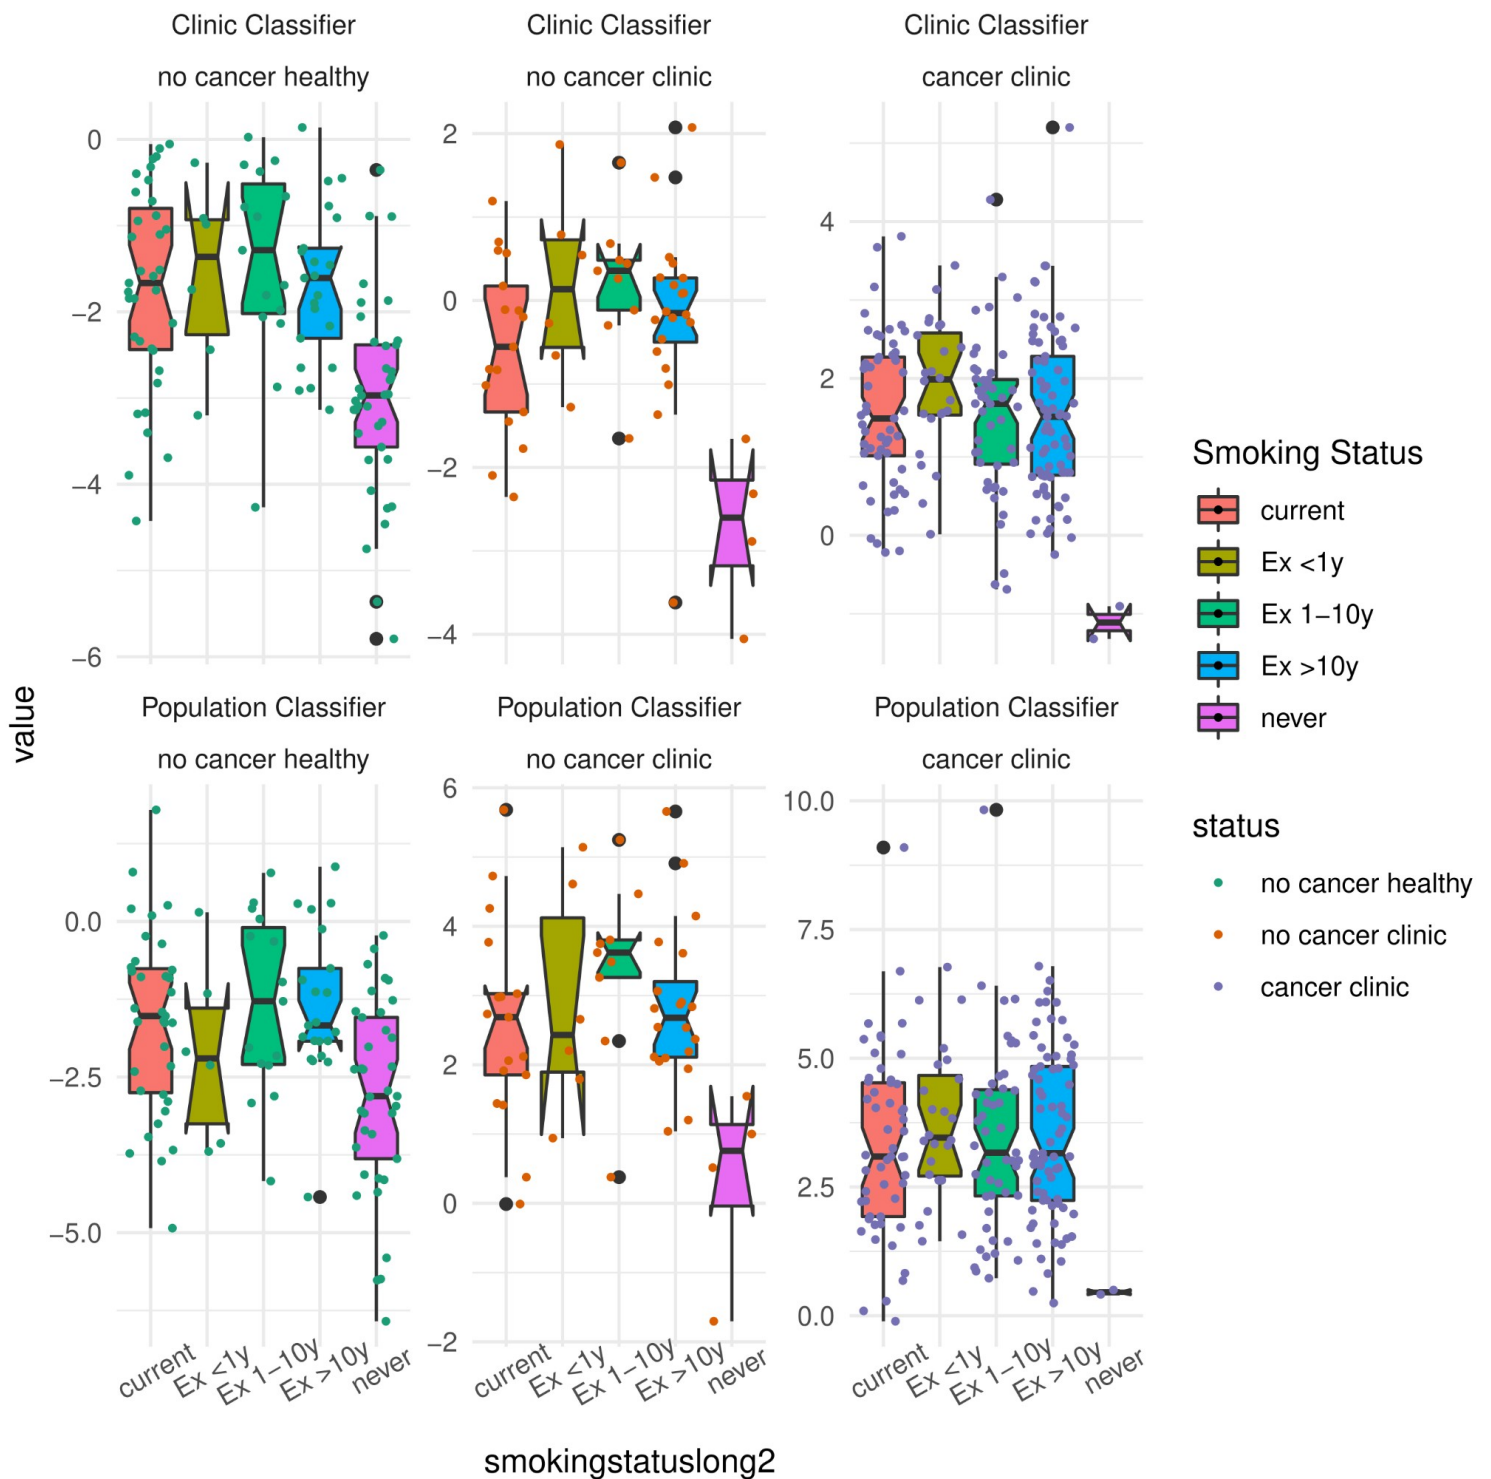 Clinic Classifier
no cancer healthy
Clinic Classifier
no cancer clinic
Clinic Classifier
cancer clinic
0
−2
−4
−6
2
0
−2
−4
4
2
0
Population Classifier
no cancer healthy
Population Classifier
no cancer clinic
Population Classifier
cancer clinic
0.0
−2.5
−5.0
6
4
2
0
−2
10.0
7.5
5.0
2.5
0.0
current
Ex <1y
Ex 1−10y
Ex >10y
never
current
Ex <1y
Ex 1−10y
Ex >10y
never
current
Ex <1y
Ex 1−10y
Ex >10y
never
value
smokingstatuslong2
Smoking Status
current
Ex <1y
Ex 1−10y
Ex >10y
never
status
no cancer healthy
no cancer clinic
cancer clinic